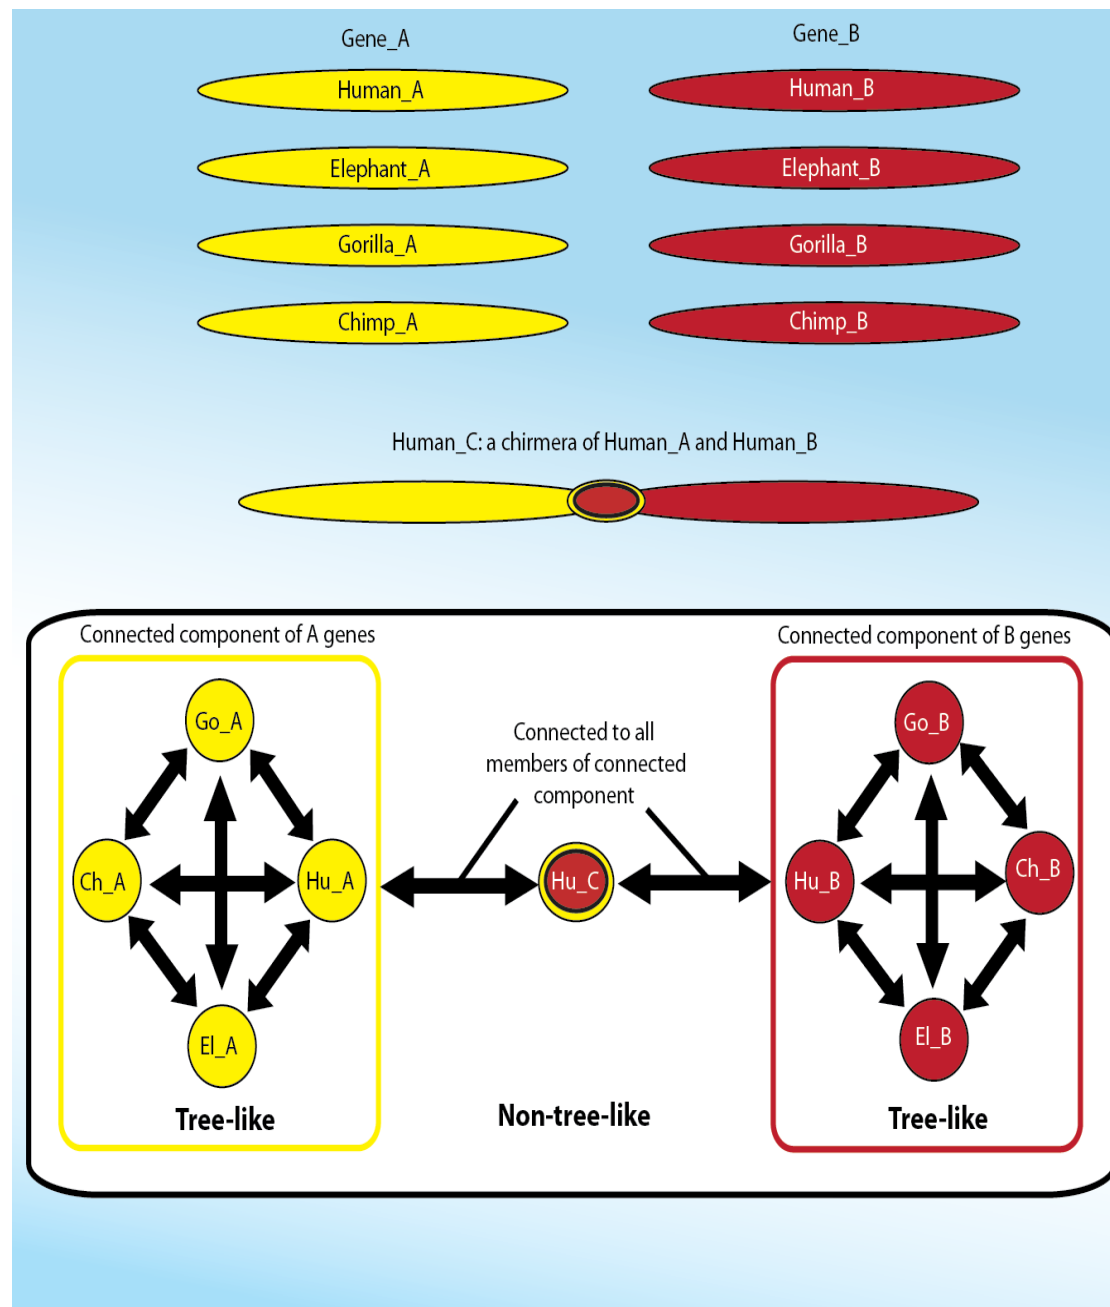 Gene_A
Gene_B
Human_A
Human_B
Elephant_A
Elephant_B
Gorilla_A
Gorilla_B
Chimp_A
Chimp_B
Human_C: a chirmera of Human_A and Human_B
Connected component of A genes
Connected component of B genes
Go_A
Go_B
Connected to all
members of connected
component
Ch_A
Hu_A
Hu_C
Hu_B
Ch_B
El_A
El_B
Tree-like
Non-tree-like
Tree-like